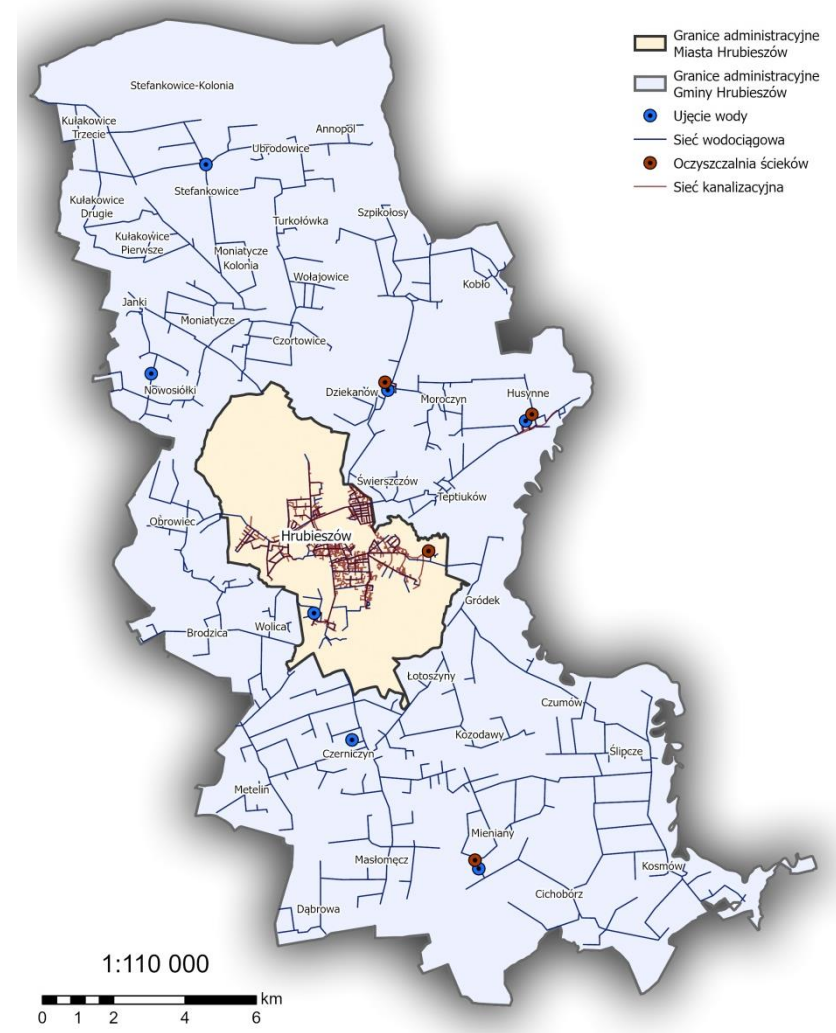 Granice administracyjne
Miasta Hrubieszów
Granice administracyjne
Gminy Hrubieszów
Ujęcie wody
Sieć wodociągowa
Oczyszczalnia ścieków
Sieć kanalizacyjna
Stefankowice-Kolonia
Kułakowice
Trzecie
Annopol
Ubrodowice
Stefankowice
Kułakowice
Drugie
Szpikołosy
Turkołówka
Kułakowice
Pierwsze
Moniatycze
Kolonia
Wołajowice
Kobło
Janki
Moniatycze
Czortowice
Nowosiółki
Dziekanów
Moroczyn
Husynne
Świerszczów
Teptiuków
Obrowiec
Hrubieszów
Gródek
Brodzica
Wolica
Łotoszyny
Czumów
Kozodawy
Ślipcze
Czerniczyn
Metelin
Mieniany
Masłomęcz
Kosmów
Cichobórz
Dąbrowa
1:110 000
km
0 1 2 4 6